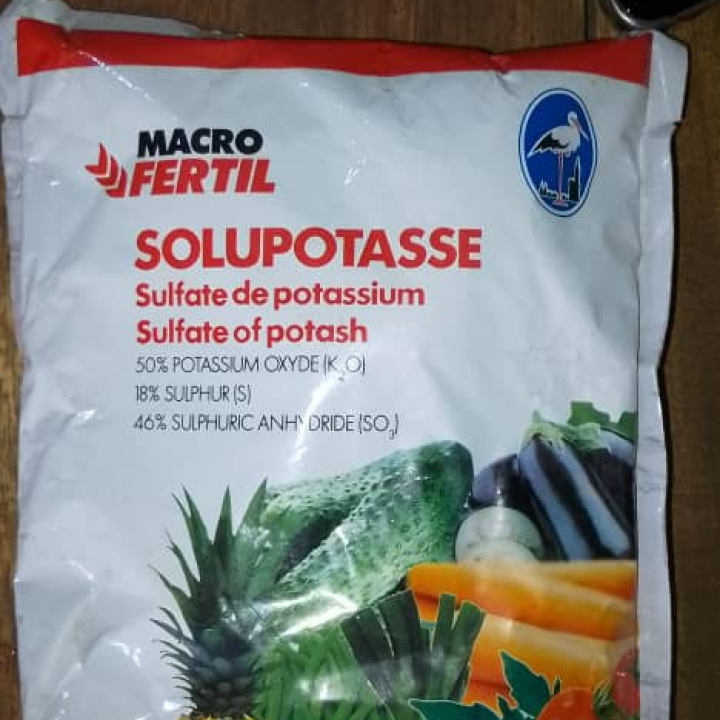 MACRO
FERTIL
SOLUPOTASSE
Sulfate de potassium
Sulfate of potash
50% POTASSIUM OXYDE (K₂O)
18% SULPHUR (S)
46% SULPHURIC ANHYDRIDE (SO₃)